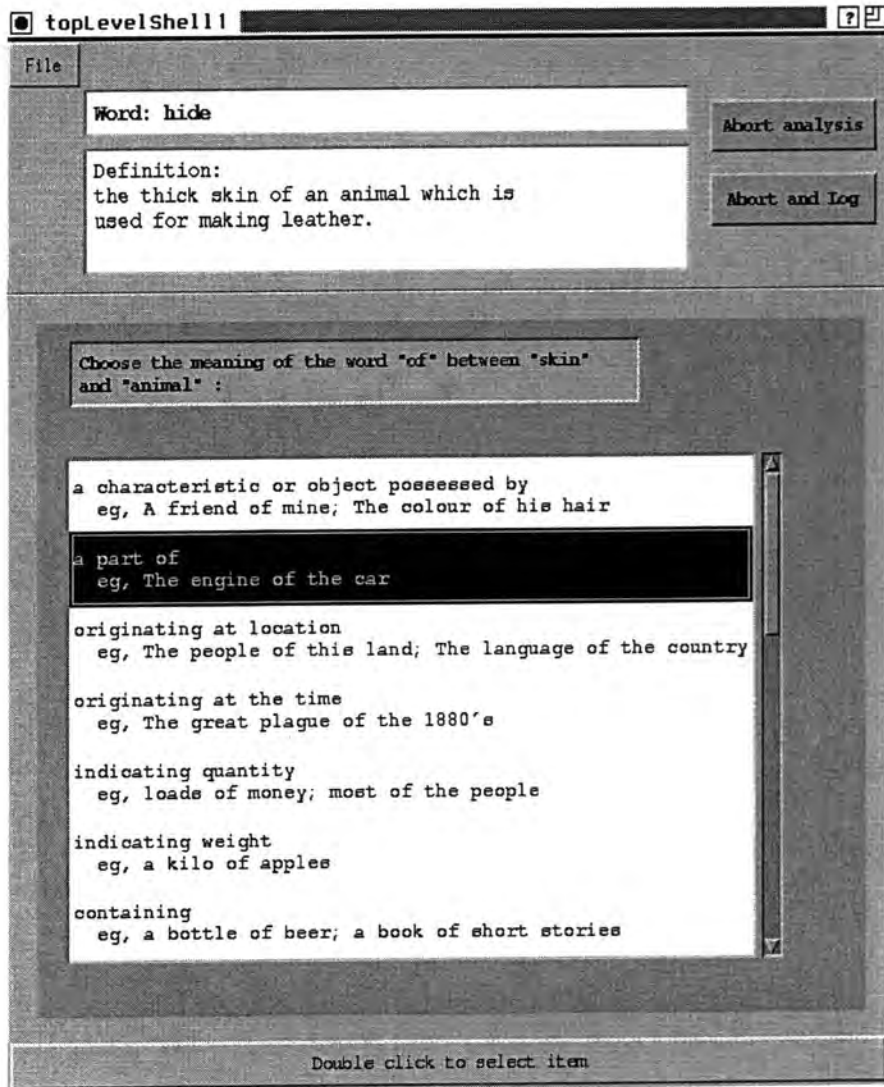 topLevelShell1
?
File
Word: hide
Abort analysis
Definition:
the thick skin of an animal which is
used for making leather.
Abort and Log
Choose the meaning of the word "of" between "skin"
and "animal" :
a characteristic or object possessed by
eg, A friend of mine; The colour of his hair
a part of
eg, The engine of the car
originating at location
eg, The people of this land; The language of the country
originating at the time
eg, The great plague of the 1880's
indicating quantity
eg, loads of money; most of the people
indicating weight
eg, a kilo of apples
containing
eg, a bottle of beer; a book of short stories
Double click to select item